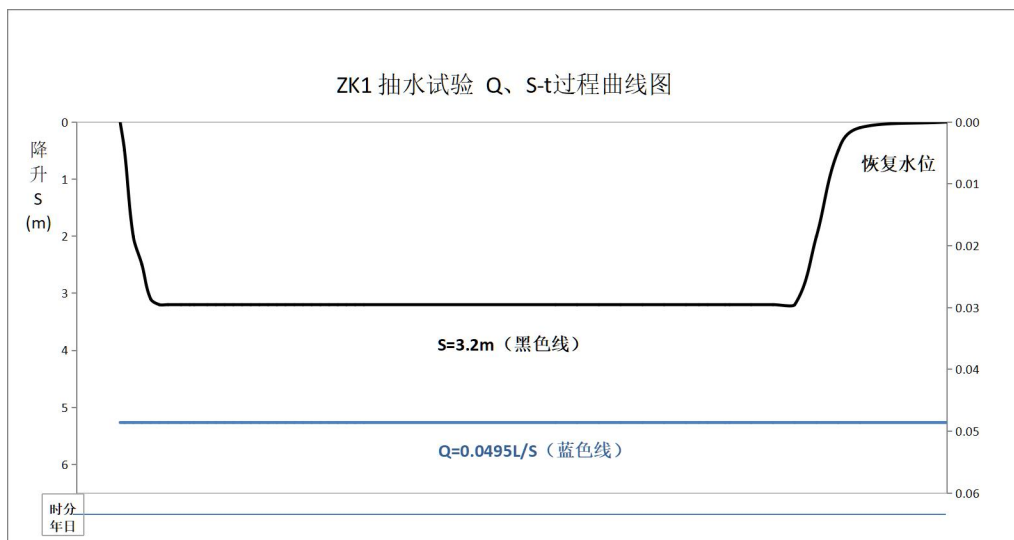 ZK1 抽水试验 Q、S-t过程曲线图
降
升
S
(m)
0
1
2
3
4
5
6
0.00
0.01
0.02
0.03
0.04
0.05
0.06
恢复水位
S=3.2m（黑色线）
Q=0.0495L/S（蓝色线）
时分
年日